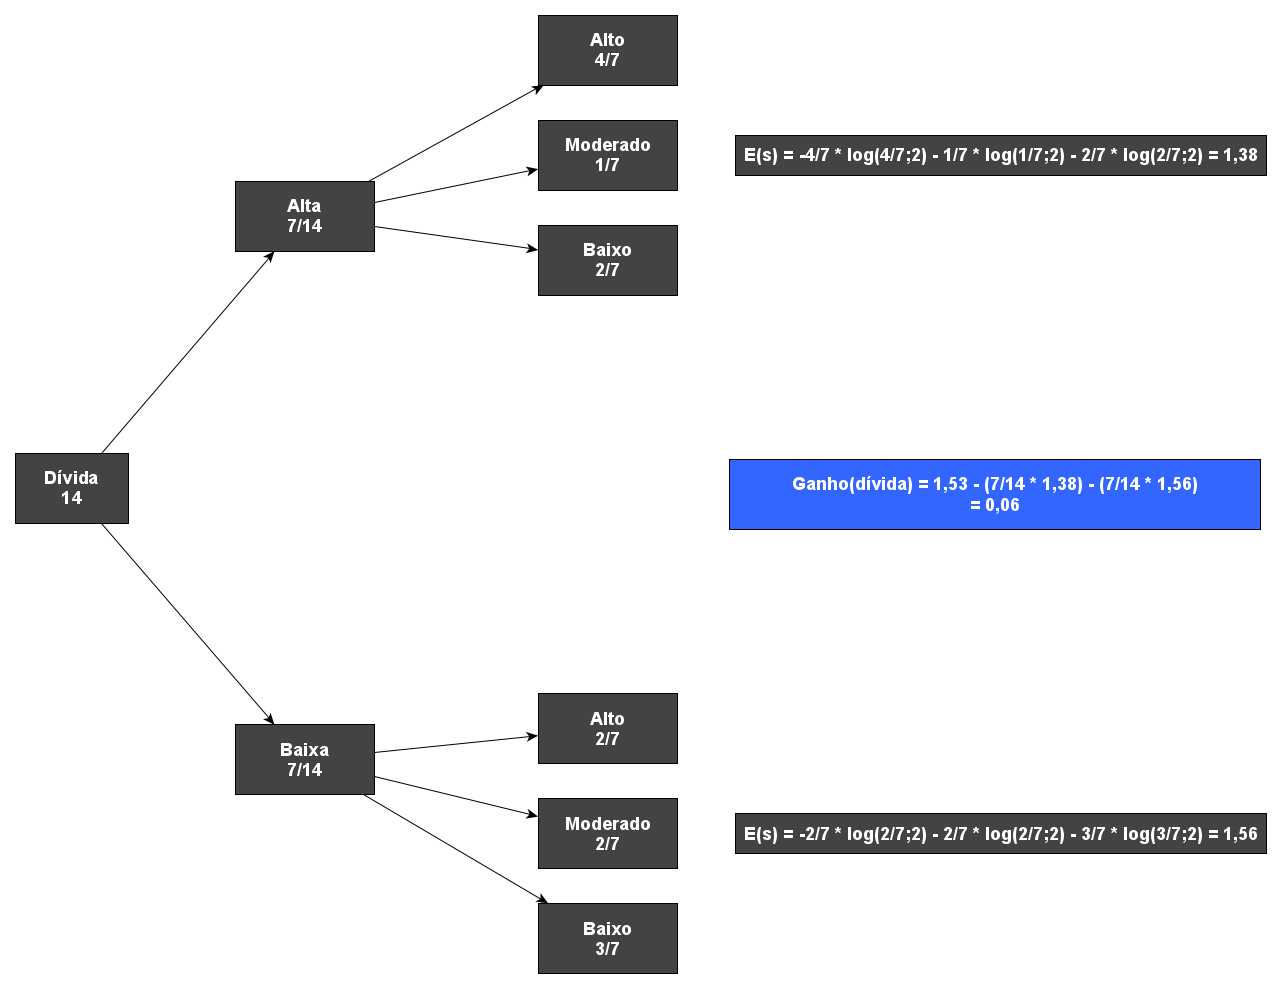 Alto
4/7
Moderado
1/7
E(s) = -4/7 * log(4/7;2) - 1/7 * log(1/7;2) - 2/7 * log(2/7;2) = 1,38
Alta
7/14
Baixo
2/7
Dívida
14
Ganho(dívida) = 1,53 - (7/14 * 1,38) - (7/14 * 1,56)
= 0,06
Alto
2/7
Baixa
7/14
Moderado
2/7
E(s) = -2/7 * log(2/7;2) - 2/7 * log(2/7;2) - 3/7 * log(3/7;2) = 1,56
Baixo
3/7